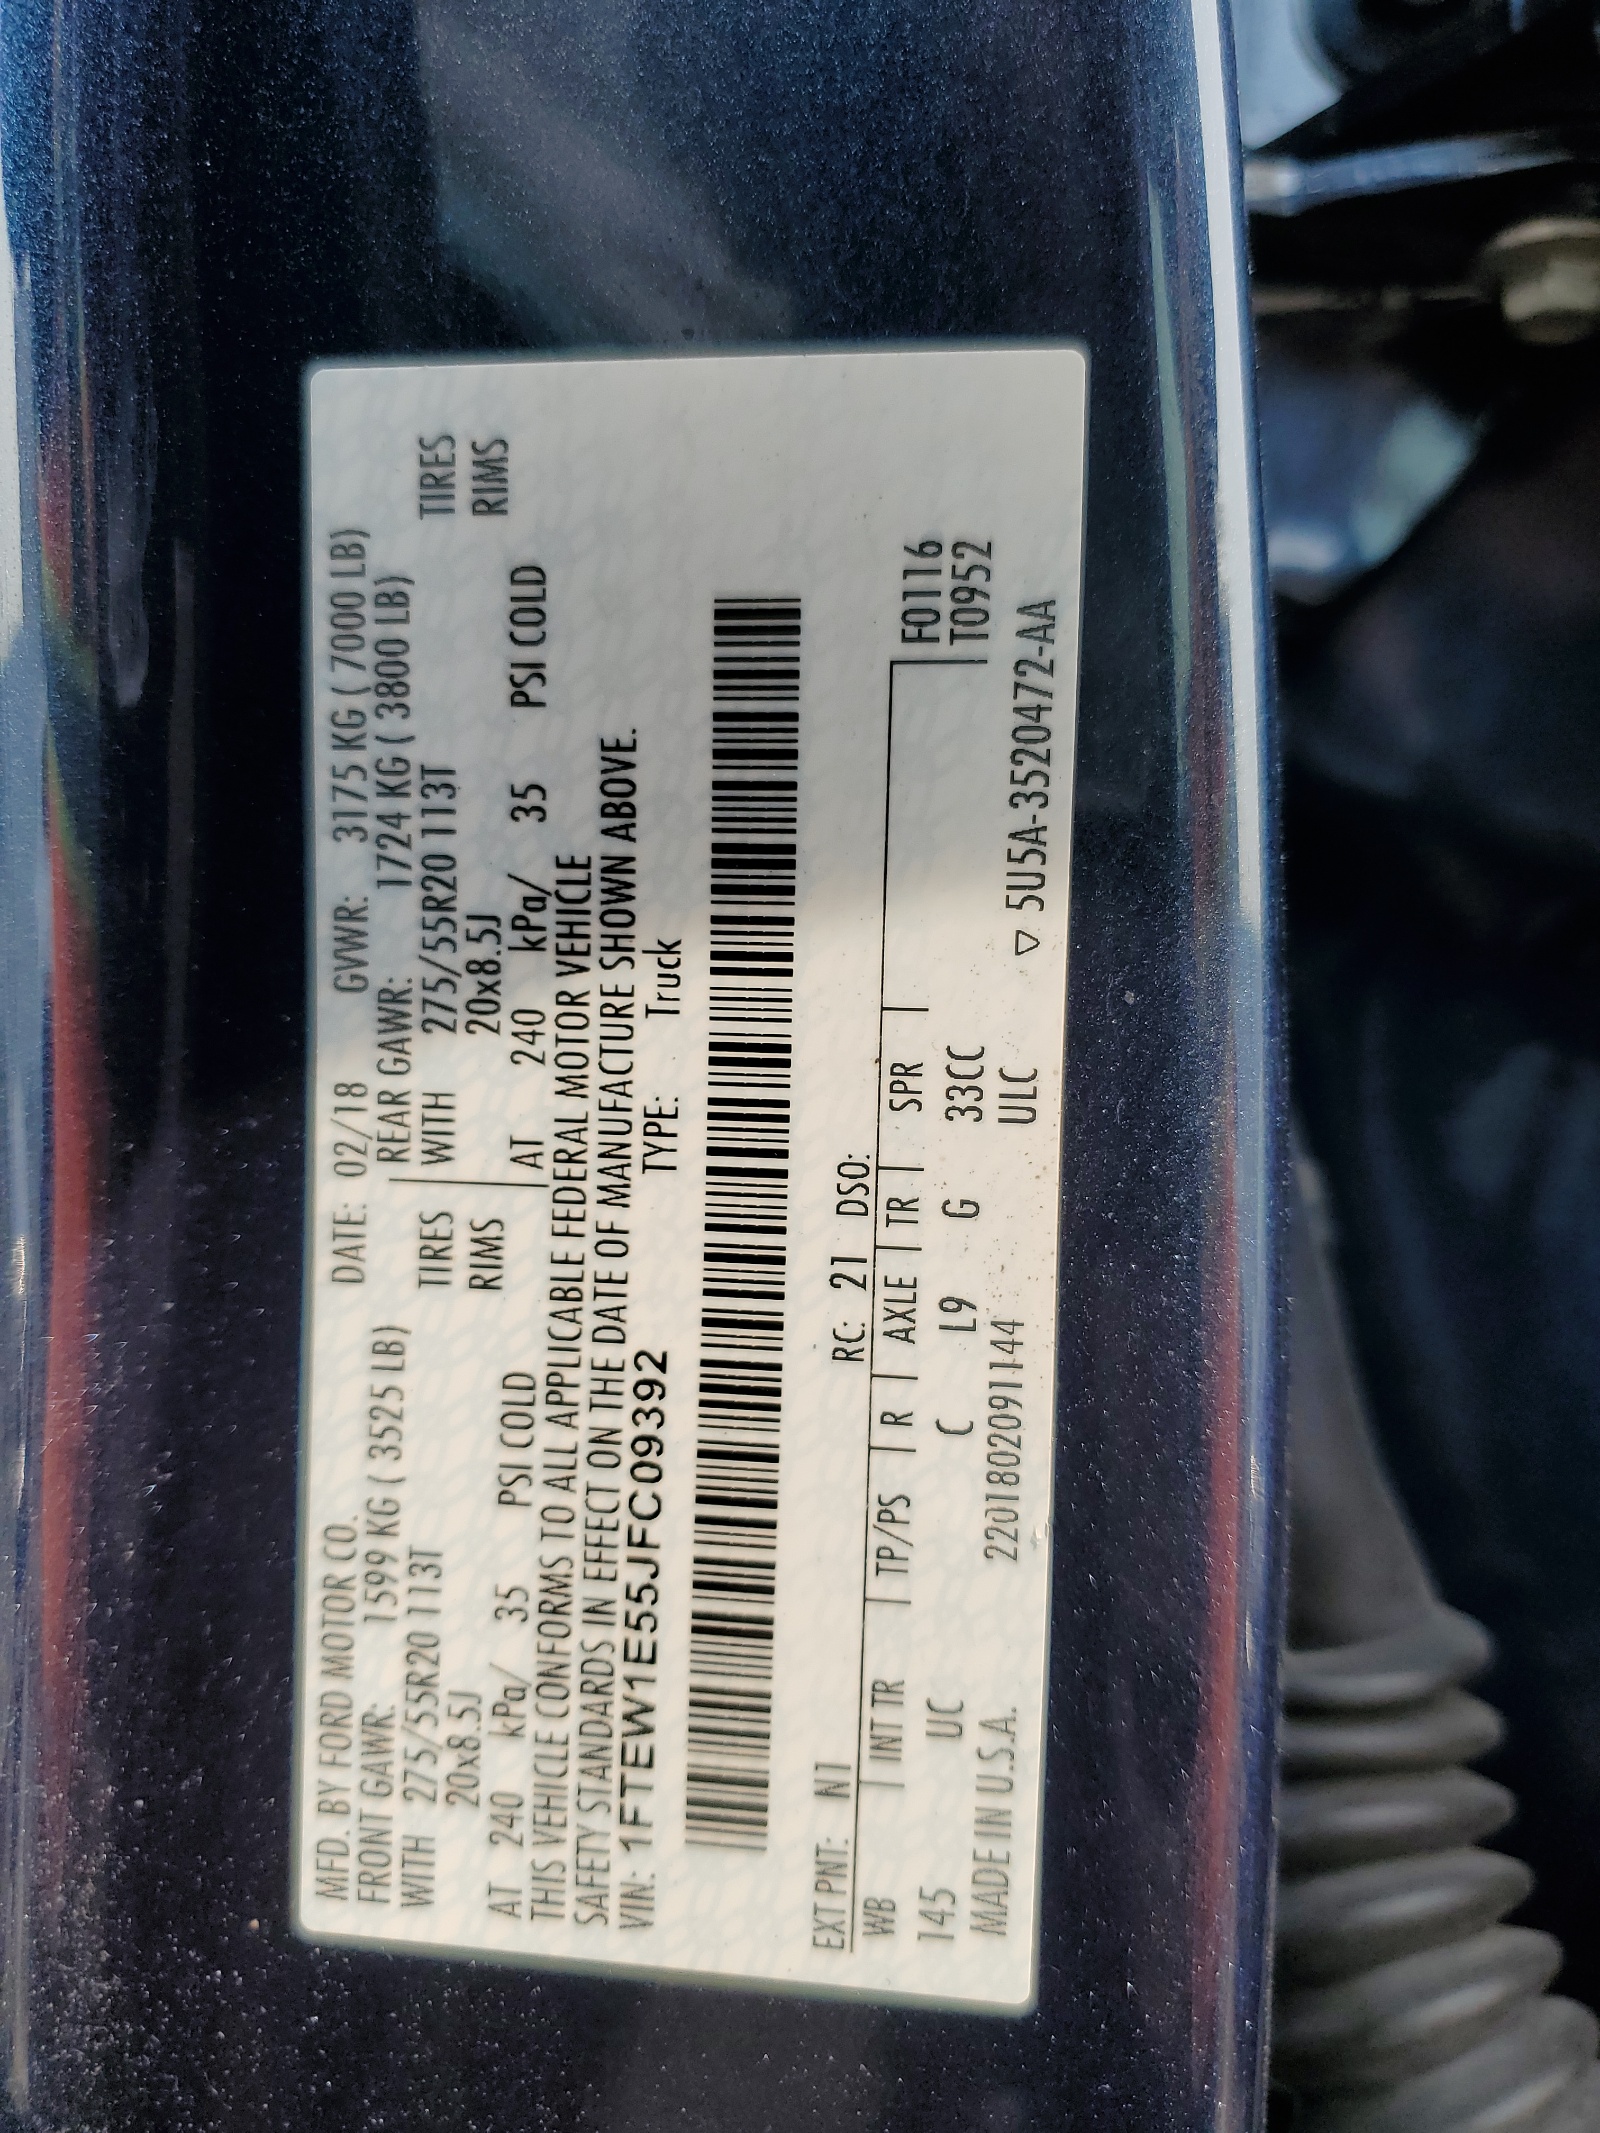 MFD. BY FORD MOTOR CO. DATE: 02/18 GVWR: 3175 KG ( 7000 LB)
FRONT GAWR: 1599 KG ( 3525 LB) REAR GAWR: 1724 KG ( 3800 LB)
WITH 275/55R20 113T TIRES WITH 275/55R20 113T TIRES
20x8.5J RIMS 20x8.5J RIMS
AT 240 kPa/ 35 PSI COLD AT 240 kPa/ 35 PSI COLD
THIS VEHICLE CONFORMS TO ALL APPLICABLE FEDERAL MOTOR VEHICLE
SAFETY STANDARDS IN EFFECT ON THE DATE OF MANUFACTURE SHOWN ABOVE.
VIN: 1FTEW1E55JFC09392 TYPE: Truck
EXT PNT: N1 RC: 21 DSO:
WB INT TR TP/PS R AXLE TR SPR F0116
145 UC C L9 G 33CC T0952
MADE IN U.S.A. 2201802091144 ULC ▽ 5U5A-3520472-AA